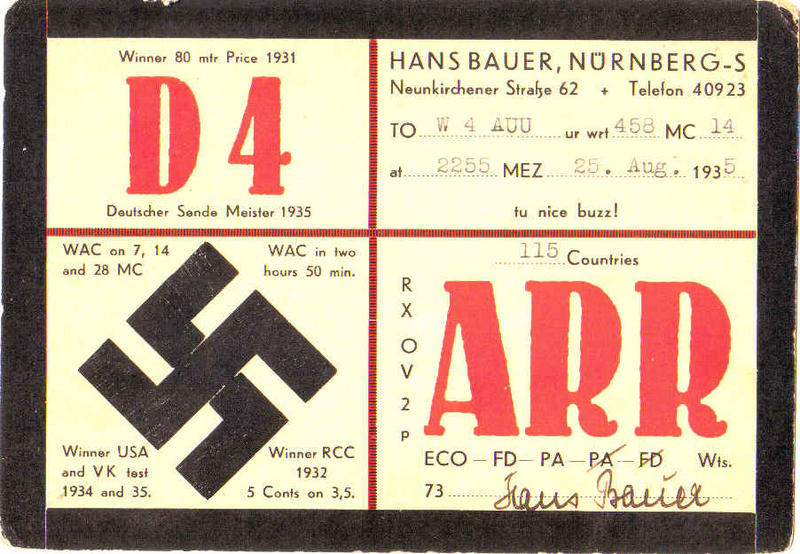 Winner 80 mtr Price 1931
D4
Deutscher Sende Meister 1935
HANS BAUER, NÜRNBERG-S
Neunkirchener Straße 62 + Telefon 40923
TO W 4 AUU ur wrt 458 MC 14
at 2255 MEZ 25. Aug. 1935
tu nice buzz!
WAC on 7, 14
and 28 MC
WAC in two
hours 50 min.
Winner USA
and VK test
1934 and 35.
Winner RCC
1932
5 Conts on 3,5.
115 Countries
R
X
O
V
2
P
ARR
ECO — FD — PA — PA — FD Wts.
73 Hans Bauer